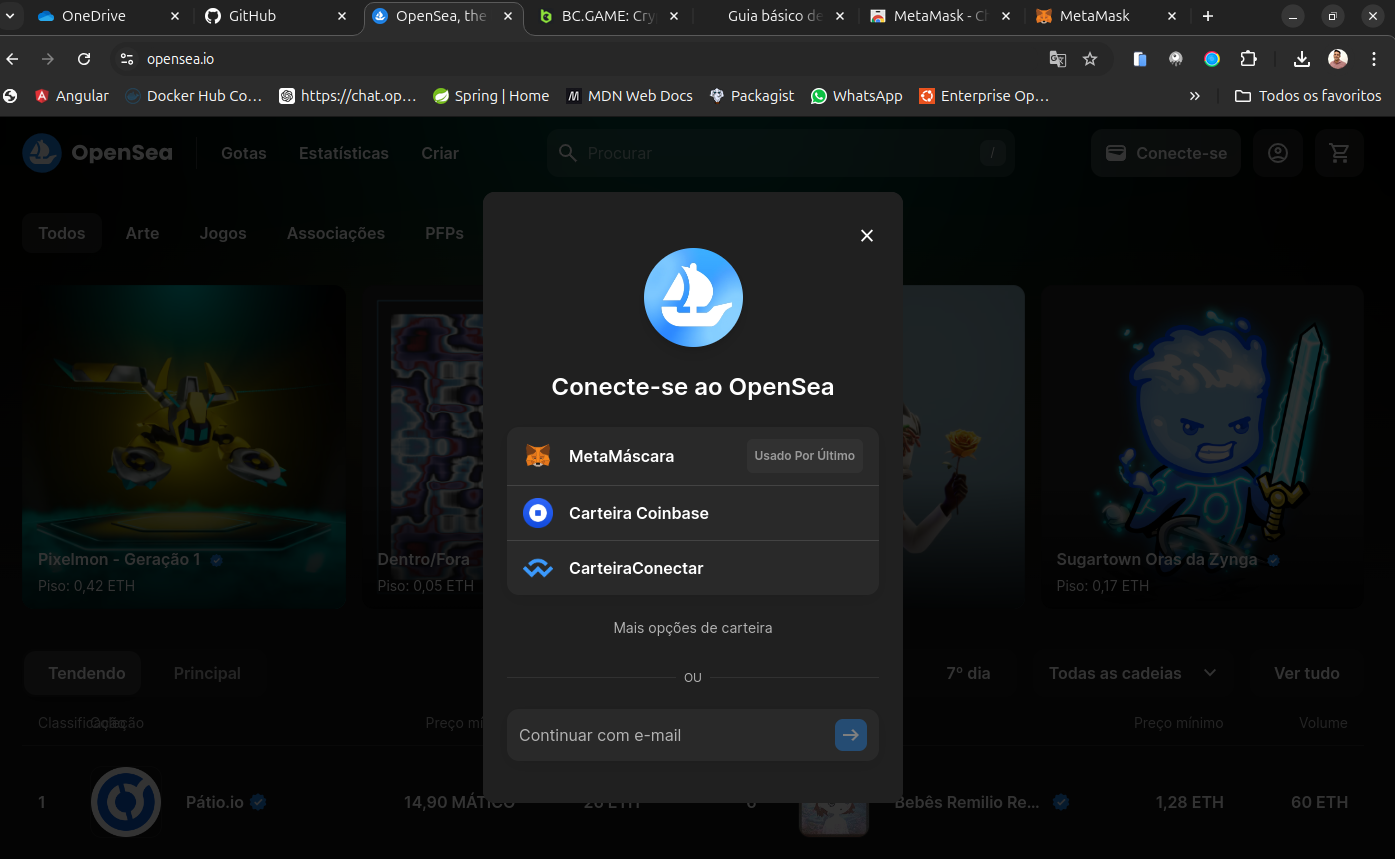 OneDrive
GitHub
OpenSea, the
BC.GAME: Cry
Guia básico de
MetaMask - Ch
MetaMask
opensea.io
Angular
Docker Hub Co...
https://chat.op...
Spring | Home
MDN Web Docs
Packagist
WhatsApp
Enterprise Op...
Todos os favoritos
OpenSea
Gotas
Estatísticas
Criar
Procurar
/
Conecte-se
Todos
Arte
Jogos
Associações
PFPs
Conecte-se ao OpenSea
MetaMáscara
Usado Por Último
Carteira Coinbase
CarteiraConectar
Mais opções de carteira
OU
Continuar com e-mail
Pixelmon - Geração 1
Piso: 0,42 ETH
Dentro/Fora
Piso: 0,05 ETH
Sugartown Oras da Zynga
Piso: 0,17 ETH
Tendendo
Principal
7º dia
Todas as cadeias
Ver tudo
Classificação
Coleção
Preço mí
Preço mínimo
Volume
1
Pátio.io
14,90 MÁTICO
20 ETH
Bebês Remilio Re...
1,28 ETH
60 ETH